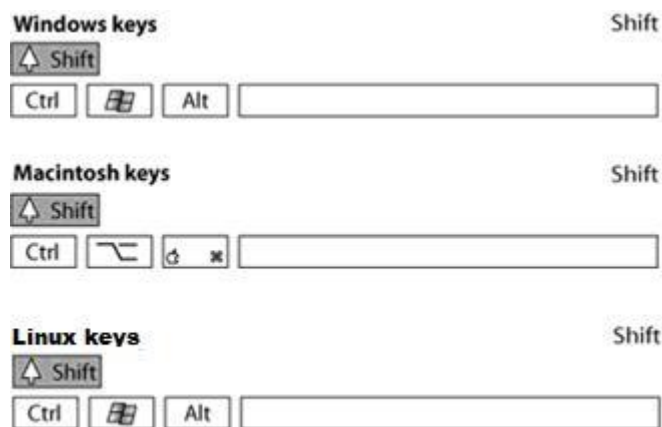 Windows keys Shift
Shift
Ctrl Alt
Macintosh keys Shift
Shift
Ctrl ⌥ ⌘
Linux keys Shift
Shift
Ctrl Alt